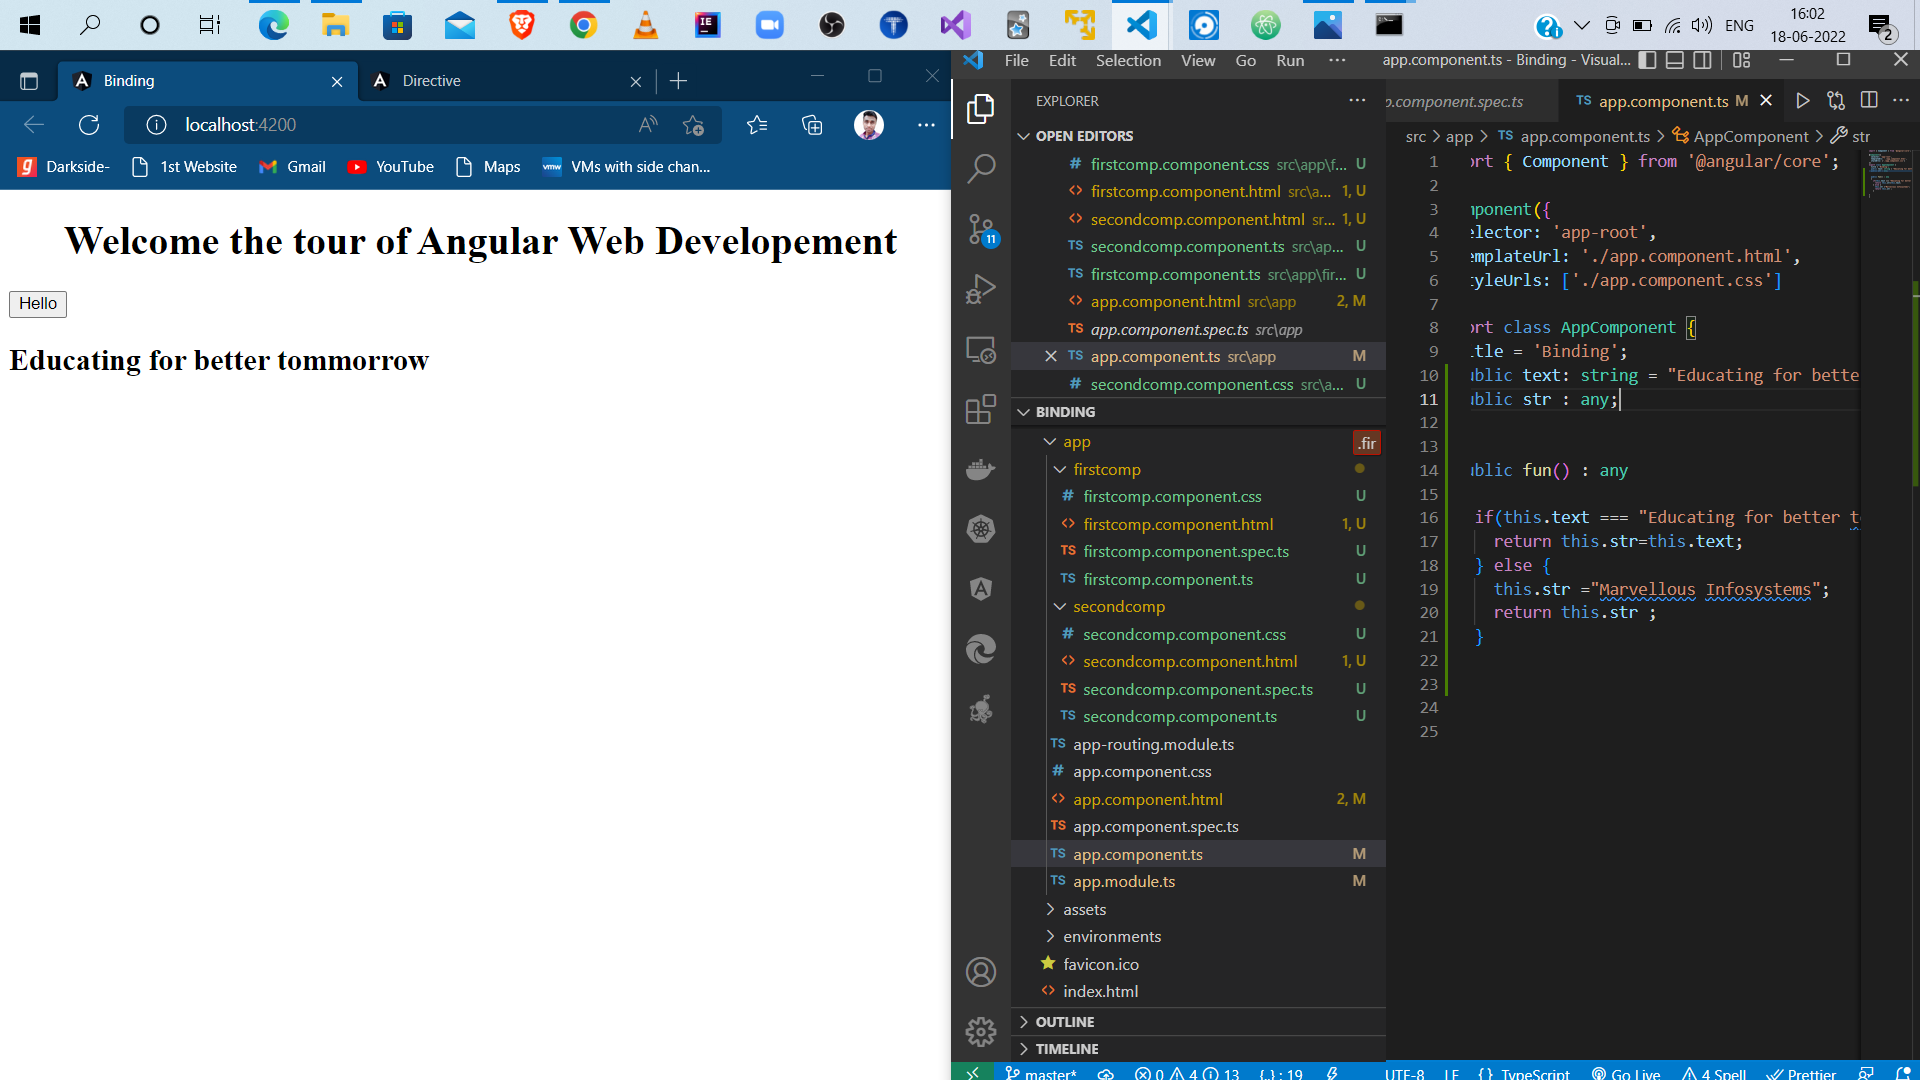 ENG
16:02
18-06-2022
2
Binding
Directive
localhost:4200
Darkside-
1st Website
Gmail
YouTube
Maps
VMs with side chan...
Welcome the tour of Angular Web Developement
Hello
Educating for better tommorrow
File Edit Selection View Go Run ···
app.component.ts - Binding - Visual...
EXPLORER
OPEN EDITORS
# firstcomp.component.css src\app\f... U
<> firstcomp.component.html src\a... 1, U
<> secondcomp.component.html sr... 1, U
TS secondcomp.component.ts src\ap... U
TS firstcomp.component.ts src\app\fir... U
<> app.component.html src\app 2, M
TS app.component.spec.ts src\app
TS app.component.ts src\app M
# secondcomp.component.css src\a... U
BINDING
app .fir
firstcomp
# firstcomp.component.css U
<> firstcomp.component.html 1, U
TS firstcomp.component.spec.ts U
TS firstcomp.component.ts U
secondcomp
# secondcomp.component.css U
<> secondcomp.component.html 1, U
TS secondcomp.component.spec.ts U
TS secondcomp.component.ts U
TS app-routing.module.ts
# app.component.css
<> app.component.html 2, M
TS app.component.spec.ts
TS app.component.ts M
TS app.module.ts M
assets
environments
favicon.ico
<> index.html
OUTLINE
TIMELINE
11
p.component.spec.ts
TS app.component.ts M
src > app > TS app.component.ts > AppComponent > str
1 ort { Component } from '@angular/core';
2
3 mponent({
4 elector: 'app-root',
5 emplateUrl: './app.component.html',
6 tyleUrls: ['./app.component.css']
7
8 ort class AppComponent {
9 itle = 'Binding';
10 ublic text: string = "Educating for bette
11 ublic str : any;
12
13
14 ublic fun() : any
15
16 if(this.text === "Educating for better t
17 return this.str=this.text;
18 } else {
19 this.str ="Marvellous Infosystems";
20 return this.str ;
21 }
22
23
24
25
master* 0 4 13 {..} : 19 UTF-8 LF {} TypeScript Go Live 4 Spell Prettier